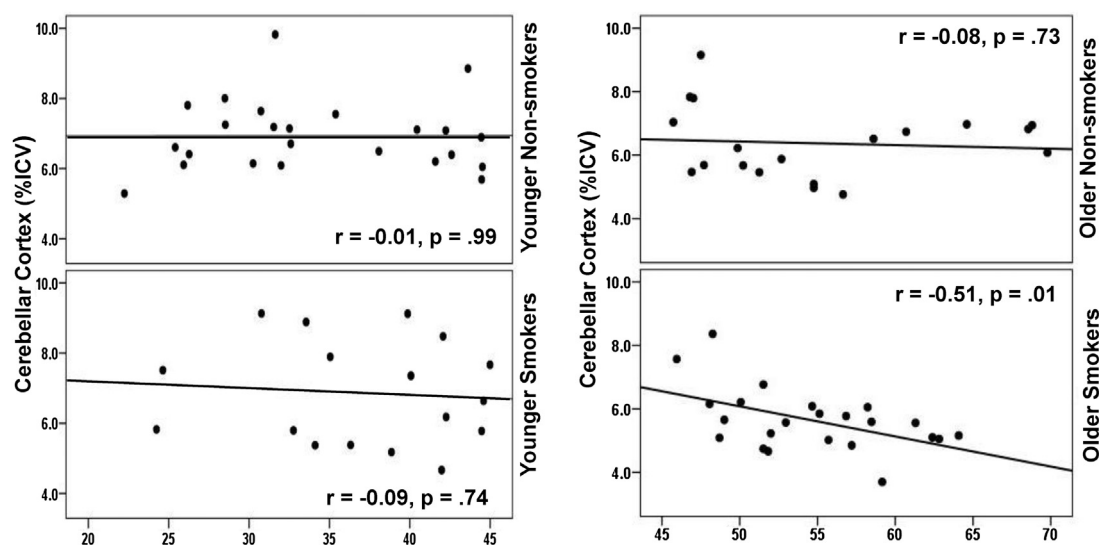 Cerebellar Cortex (%ICV)
10.0
8.0
6.0
4.0
r = -0.01, p = .99
Younger Non-smokers
10.0
8.0
6.0
4.0
r = -0.09, p = .74
Younger Smokers
20 25 30 35 40 45
Cerebellar Cortex (%ICV)
10.0
8.0
6.0
4.0
r = -0.08, p = .73
Older Non-smokers
10.0
8.0
6.0
4.0
r = -0.51, p = .01
Older Smokers
45 50 55 60 65 70